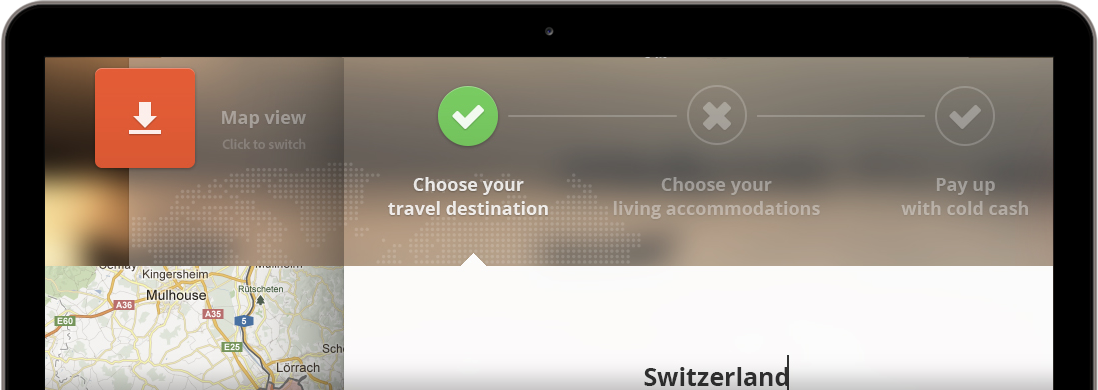 Map view
Click to switch
Choose your
travel destination
Choose your
living accommodations
Pay up
with cold cash
Kingersheim
Mulhouse
Rütscheten
A36
A35
E60
5
E25
Lörrach
Switzerland